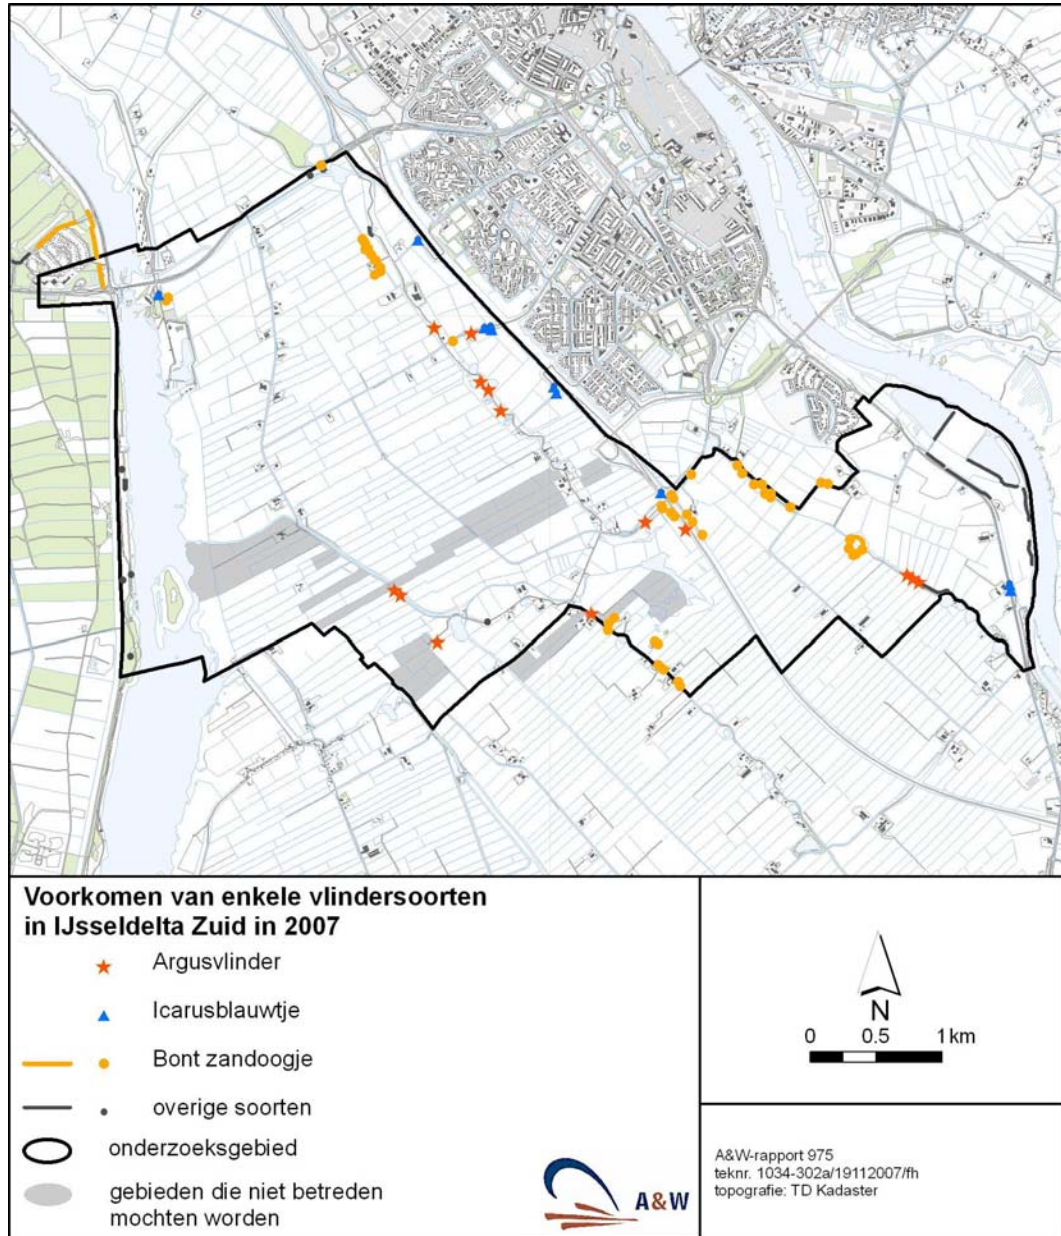 Voorkomen van enkele vlindersoorten
in IJsseldelta Zuid in 2007
Argusvlinder
Icarusblauwtje
Bont zandoogje
overige soorten
onderzoeksgebied
gebieden die niet betreden
mochten worden
A&W
N
0 0.5 1 km
A&W-rapport 975
teknr. 1034-302a/19112007/fh
topografie: TD Kadaster